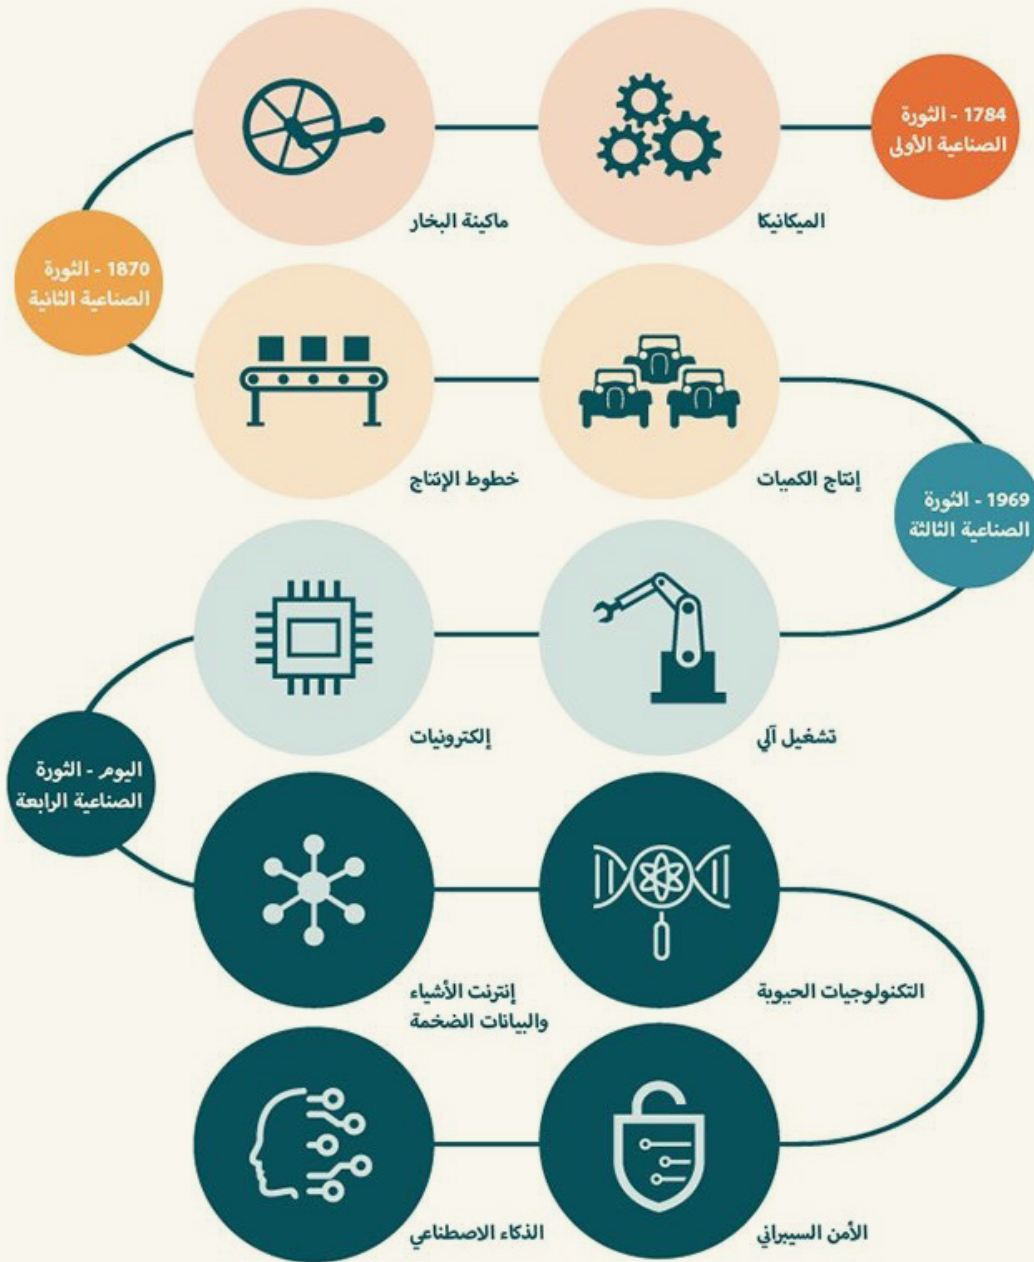 1784 - الثورة
الصناعية الأولى
الميكانيكا
ماكينة البخار
1870 - الثورة
الصناعية الثانية
خطوط الإنتاج
إنتاج الكميات
1969 - الثورة
الصناعية الثالثة
تشغيل آلي
إلكترونيات
اليوم - الثورة
الصناعية الرابعة
إنترنت الأشياء
والبيانات الضخمة
التكنولوجيات الحيوية
الأمن السيبراني
الذكاء الاصطناعي